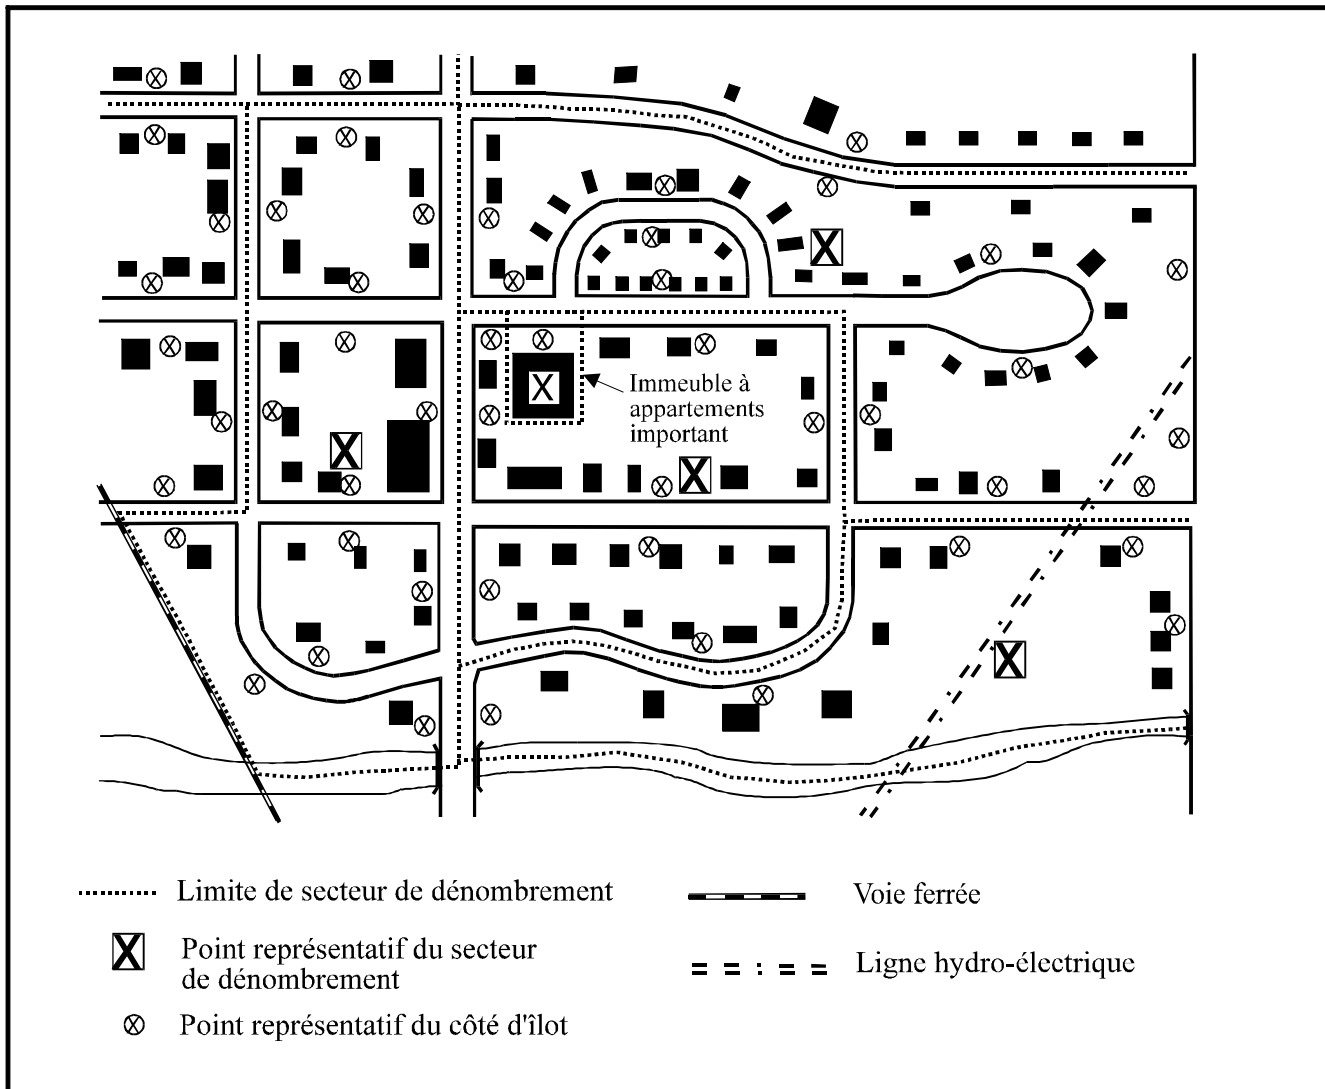 Immeuble à
appartements
important
Limite de secteur de dénombrement
Voie ferrée
Point représentatif du secteur
de dénombrement
Ligne hydro-électrique
Point représentatif du côté d'îlot